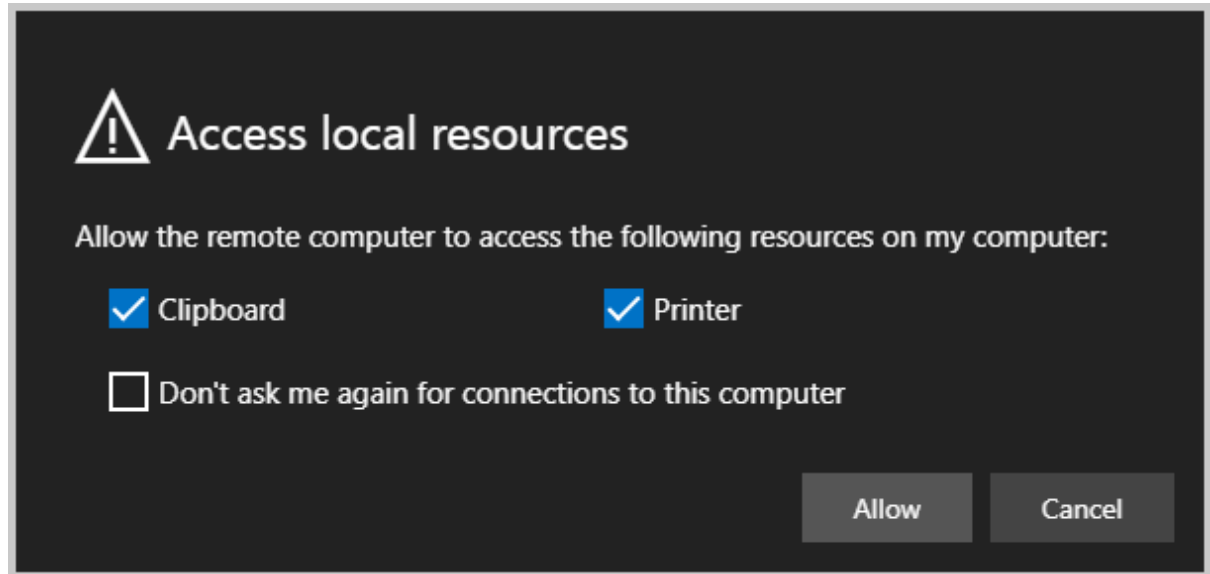 Access local resources
Allow the remote computer to access the following resources on my computer:
Clipboard Printer
Don't ask me again for connections to this computer
Allow Cancel